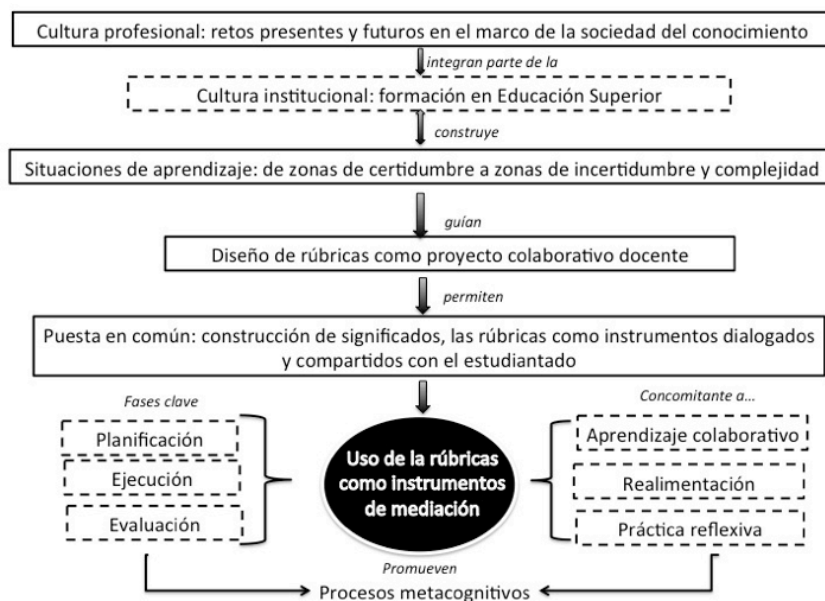 Cultura profesional: retos presentes y futuros en el marco de la sociedad del conocimiento
integran parte de la
Cultura institucional: formación en Educación Superior
construye
Situaciones de aprendizaje: de zonas de certidumbre a zonas de incertidumbre y complejidad
guían
Diseño de rúbricas como proyecto colaborativo docente
permiten
Puesta en común: construcción de significados, las rúbricas como instrumentos dialogados
y compartidos con el estudiantado
Fases clave
Planificación
Ejecución
Evaluación
Uso de la rúbricas
como instrumentos
de mediación
Concomitante a...
Aprendizaje colaborativo
Realimentación
Práctica reflexiva
Promueven
Procesos metacognitivos